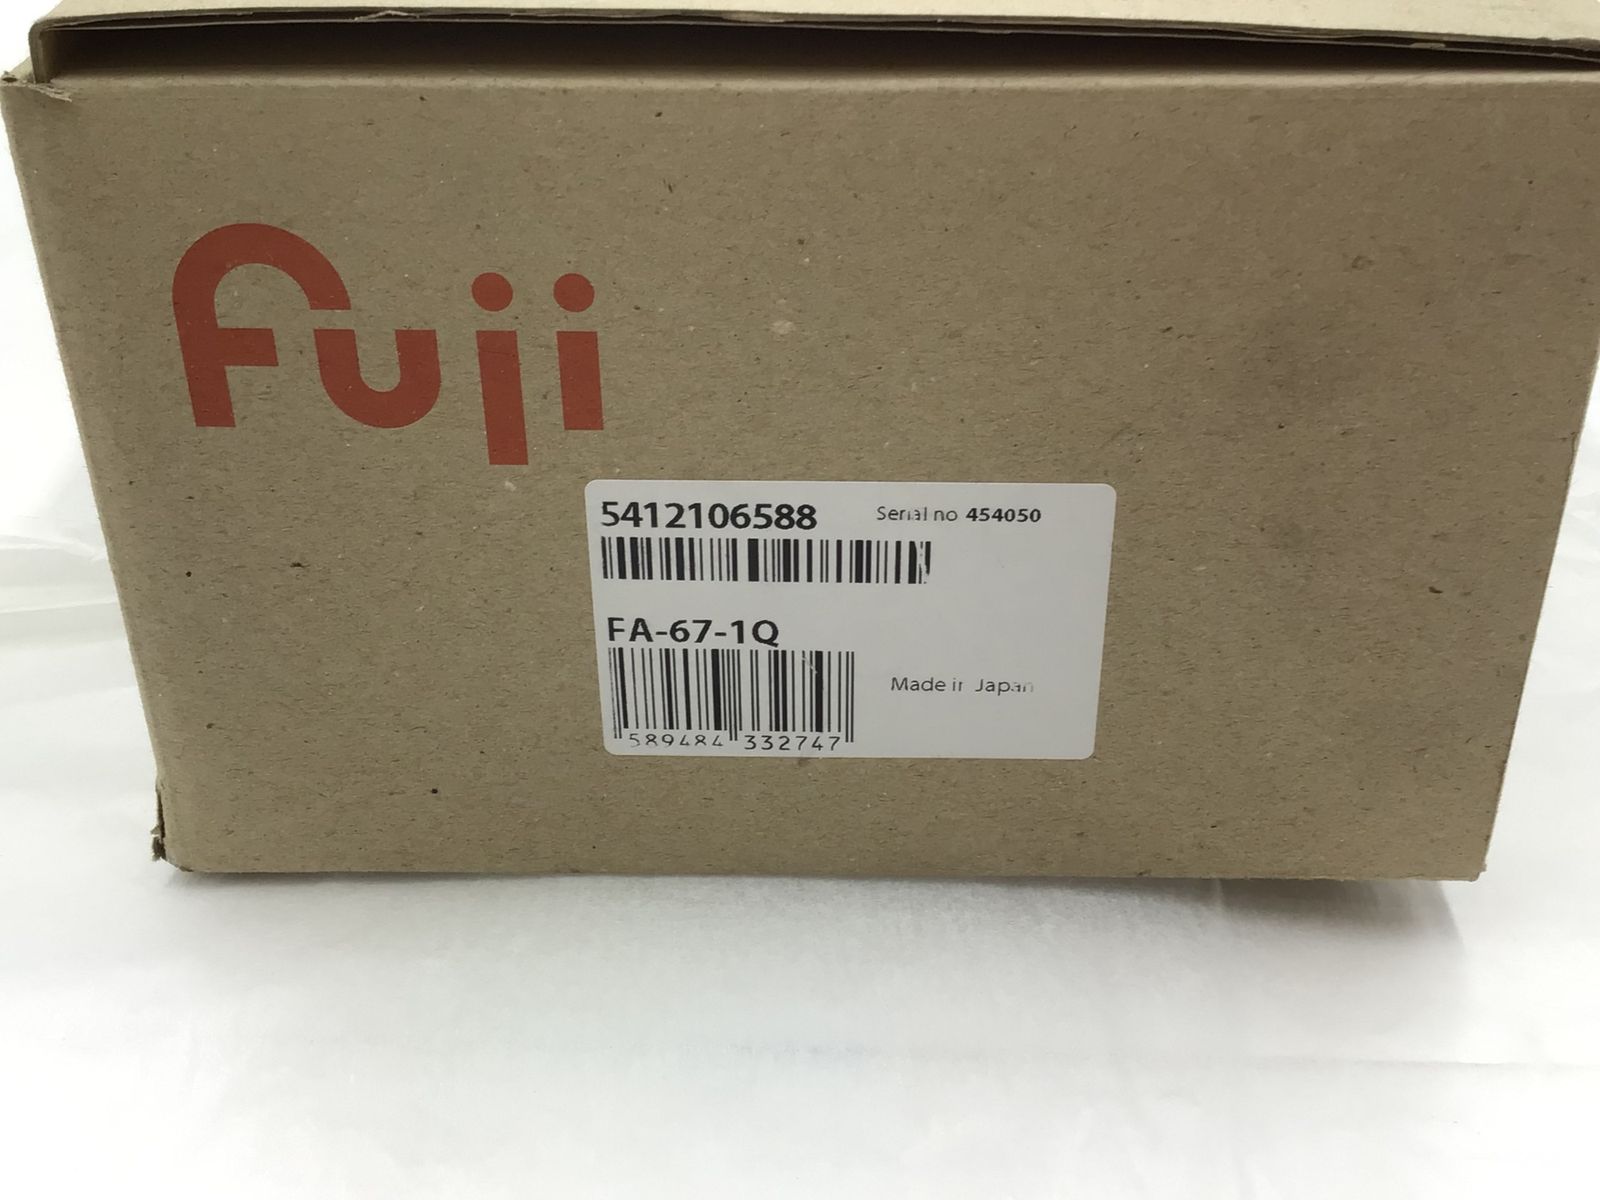 Fuji
5412106588 Serial no 454050
FA-67-1Q
Made in Japan
589484 332747